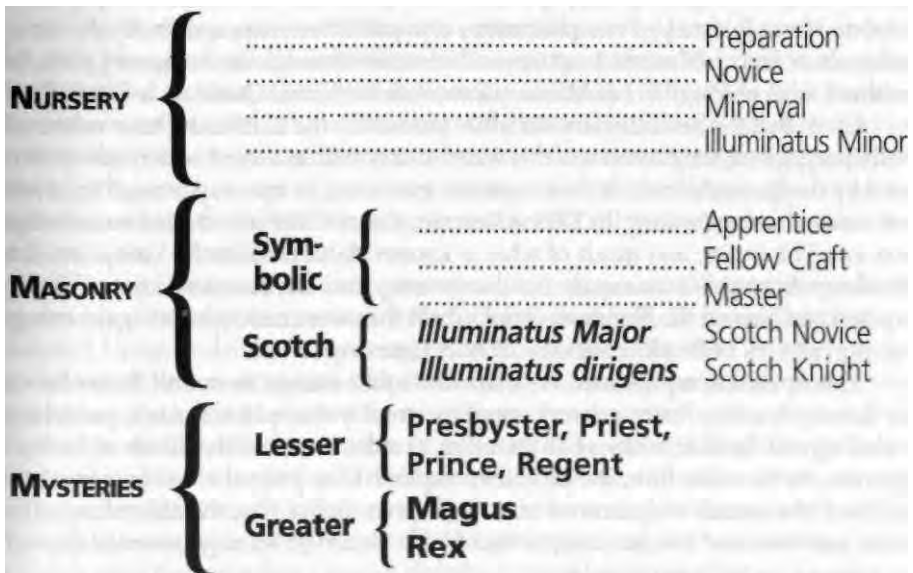 NURSERY
Preparation
Novice
Minerval
Illuminatus Minor
MASONRY
Sym-
bolic
Apprentice
Fellow Craft
Master
Scotch
Illuminatus Major Scotch Novice
Illuminatus dirigens Scotch Knight
MYSTERIES
Lesser
Presbyster, Priest,
Prince, Regent
Greater
Magus
Rex